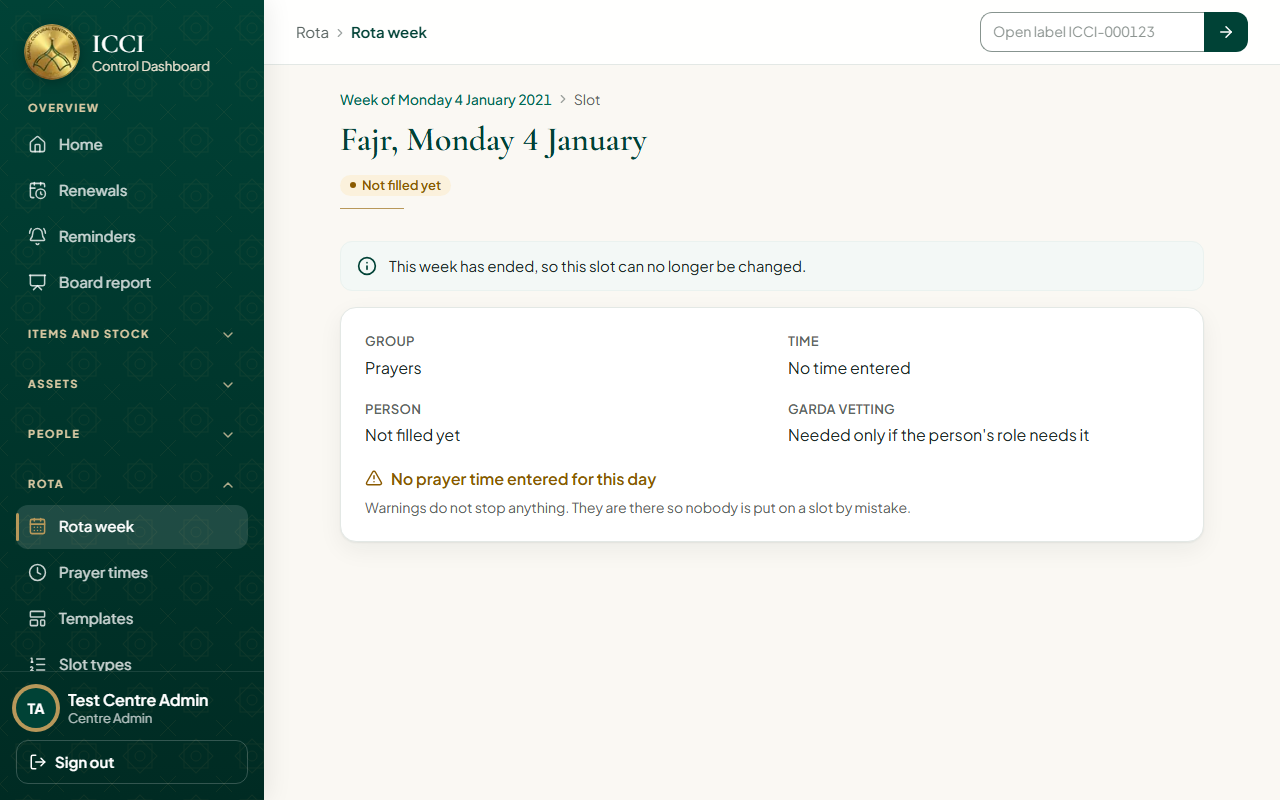 ICCI
Control Dashboard
OVERVIEW
Home
Renewals
Reminders
Board report
ITEMS AND STOCK
ASSETS
PEOPLE
ROTA
Rota week
Prayer times
Templates
Slot types
TA
Test Centre Admin
Centre Admin
Sign out
Rota
Rota week
Open label ICCI-000123
Week of Monday 4 January 2021
Slot
Fajr, Monday 4 January
Not filled yet
This week has ended, so this slot can no longer be changed.
GROUP
Prayers
TIME
No time entered
PERSON
Not filled yet
GARDA VETTING
Needed only if the person's role needs it
No prayer time entered for this day
Warnings do not stop anything. They are there so nobody is put on a slot by mistake.